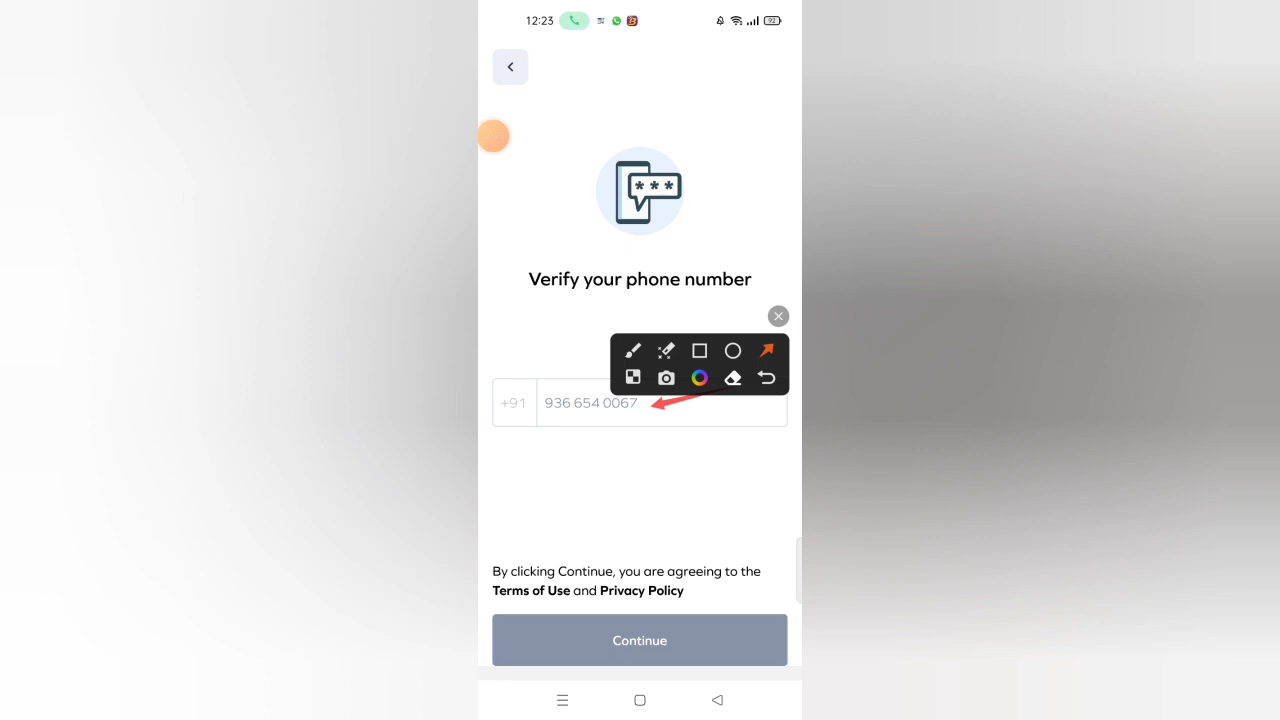 12:23
92
***
Verify your phone number
+91 936 654 0067
By clicking Continue, you are agreeing to the
Terms of Use and Privacy Policy
Continue